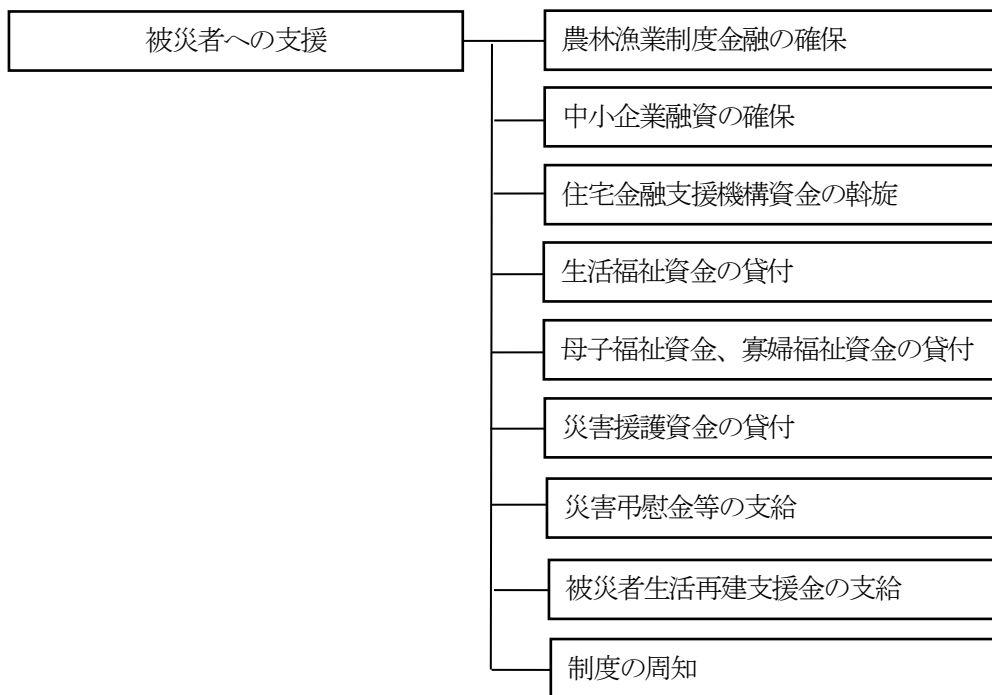 被災者への支援
農林漁業制度金融の確保
中小企業融資の確保
住宅金融支援機構資金の斡旋
生活福祉資金の貸付
母子福祉資金、寡婦福祉資金の貸付
災害援護資金の貸付
災害弔慰金等の支給
被災者生活再建支援金の支給
制度の周知